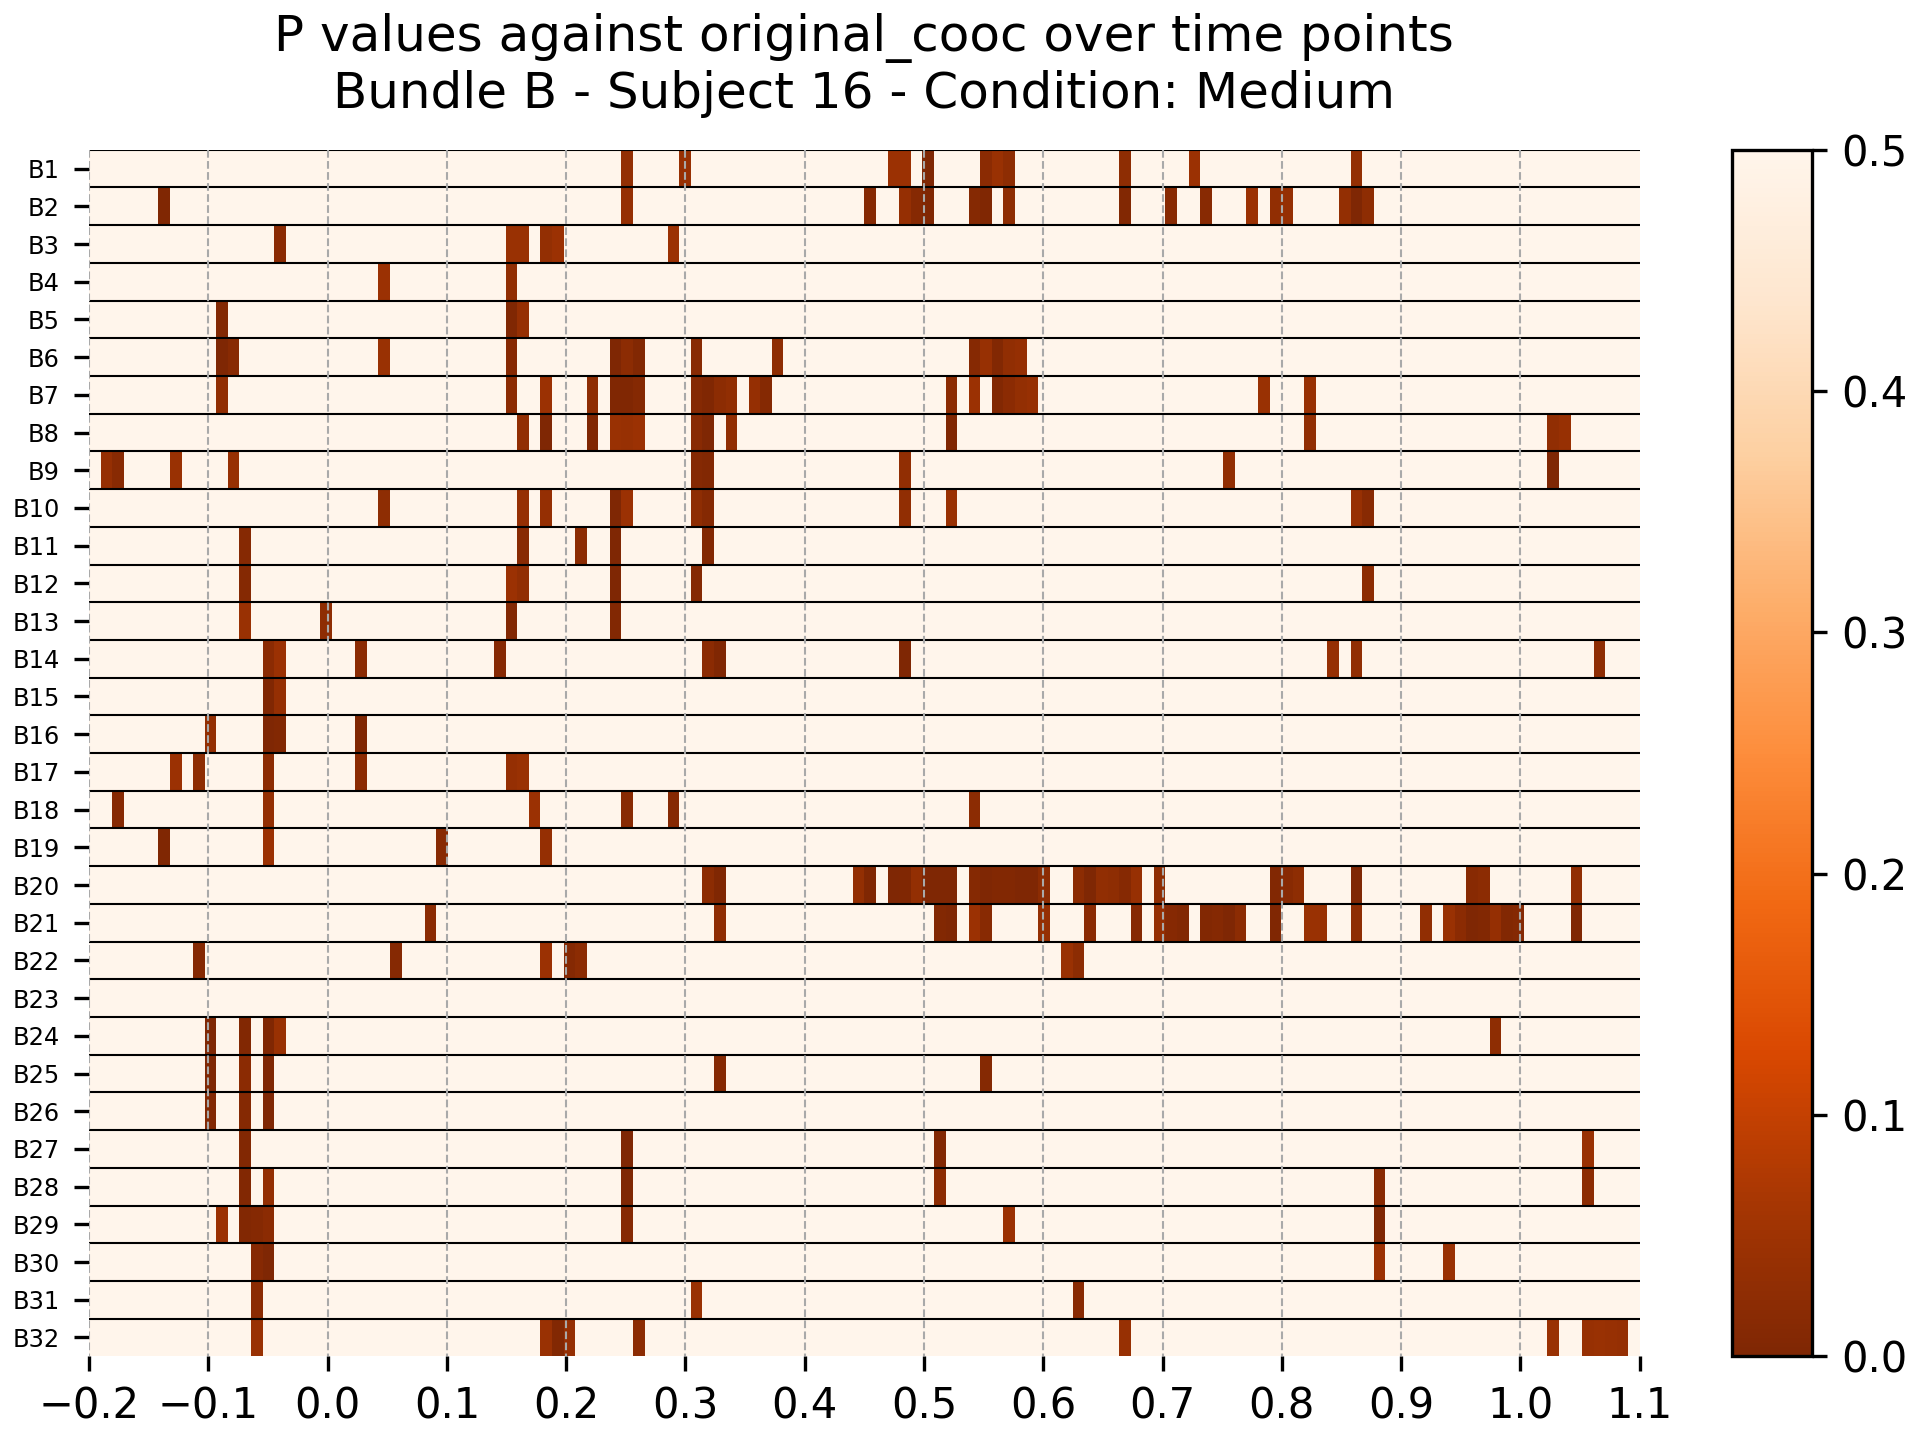 P values against original_cooc over time points
Bundle B - Subject 16 - Condition: Medium
B1
B2
B3
B4
B5
B6
B7
B8
B9
B10
B11
B12
B13
B14
B15
B16
B17
B18
B19
B20
B21
B22
B23
B24
B25
B26
B27
B28
B29
B30
B31
B32
−0.2 −0.1 0.0 0.1 0.2 0.3 0.4 0.5 0.6 0.7 0.8 0.9 1.0 1.1
0.5
0.4
0.3
0.2
0.1
0.0